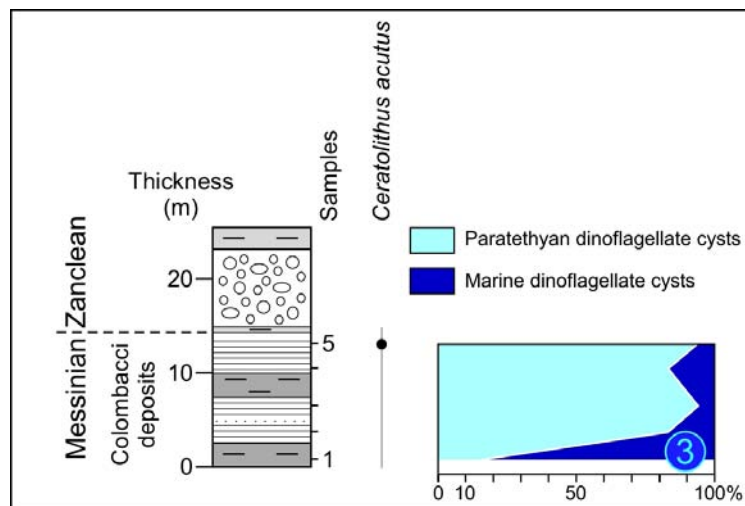 Thickness
(m)
Samples
Ceratolithus acutus
Zanclean
Messinian
Colombacci
deposits
20
10
0
5
1
Paratethyan dinoflagellate cysts
Marine dinoflagellate cysts
3
0 10 50 100%